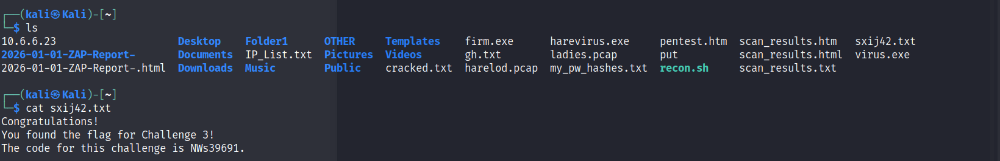 ┌──(kali㉿Kali)-[~]
└─$ ls
10.6.6.23 Desktop Folder1 OTHER Templates firm.exe harevirus.exe pentest.htm scan_results.htm sxij42.txt
2026-01-01-ZAP-Report- Documents IP_List.txt Pictures Videos gh.txt ladies.pcap put scan_results.html virus.exe
2026-01-01-ZAP-Report-.html Downloads Music Public cracked.txt harelod.pcap my_pw_hashes.txt recon.sh scan_results.txt
┌──(kali㉿Kali)-[~]
└─$ cat sxij42.txt
Congratulations!
You found the flag for Challenge 3!
The code for this challenge is NWs39691.